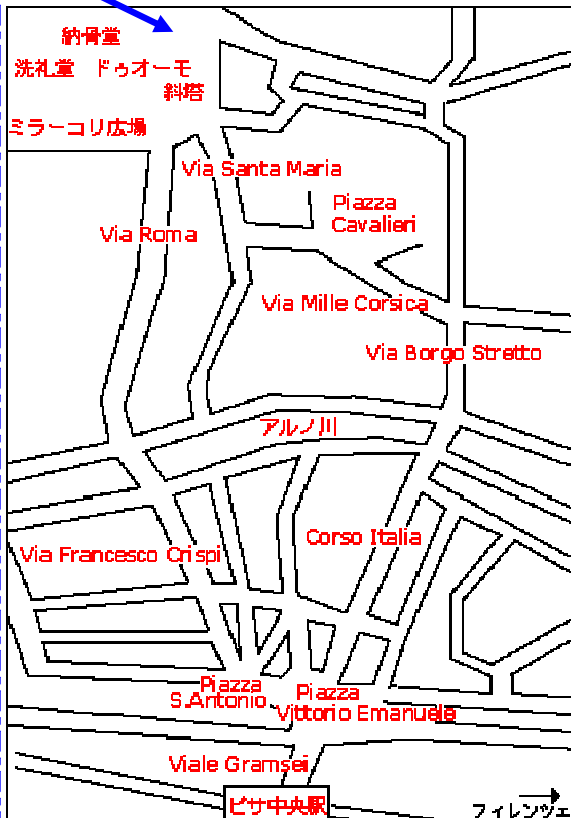 納骨堂
洗礼堂 ドゥオーモ
斜塔
ミラーコリ広場
Via Santa Maria
Piazza
Cavalieri
Via Roma
Via Mille Corsica
Via Borgo Stretto
アルノ川
Corso Italia
Via Francesco Crispi
Piazza
S.Antonio
Piazza
Vittorio Emanuele
Viale Gramsei
ピサ中央駅
フィレンツェ